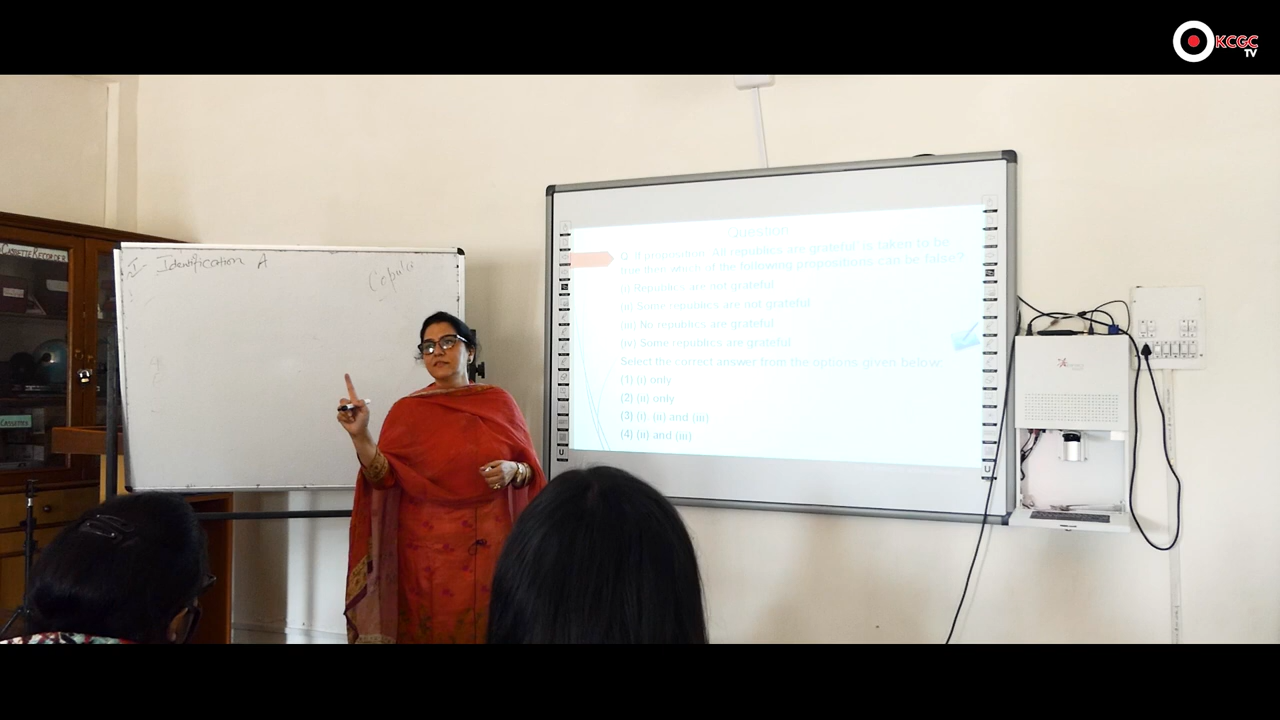 KCGC
TV
CASSETTE RECORDER
CASSETTES
Identification A
Copula
Question
Q. If proposition 'All republics are grateful' is taken to be
true then which of the following propositions can be false?
(i) Republics are not grateful
(ii) Some republics are not grateful
(iii) No republics are grateful
(iv) Some republics are grateful
Select the correct answer from the options given below:
(1) (i) only
(2) (ii) only
(3) (i), (ii) and (iii)
(4) (ii) and (iii)